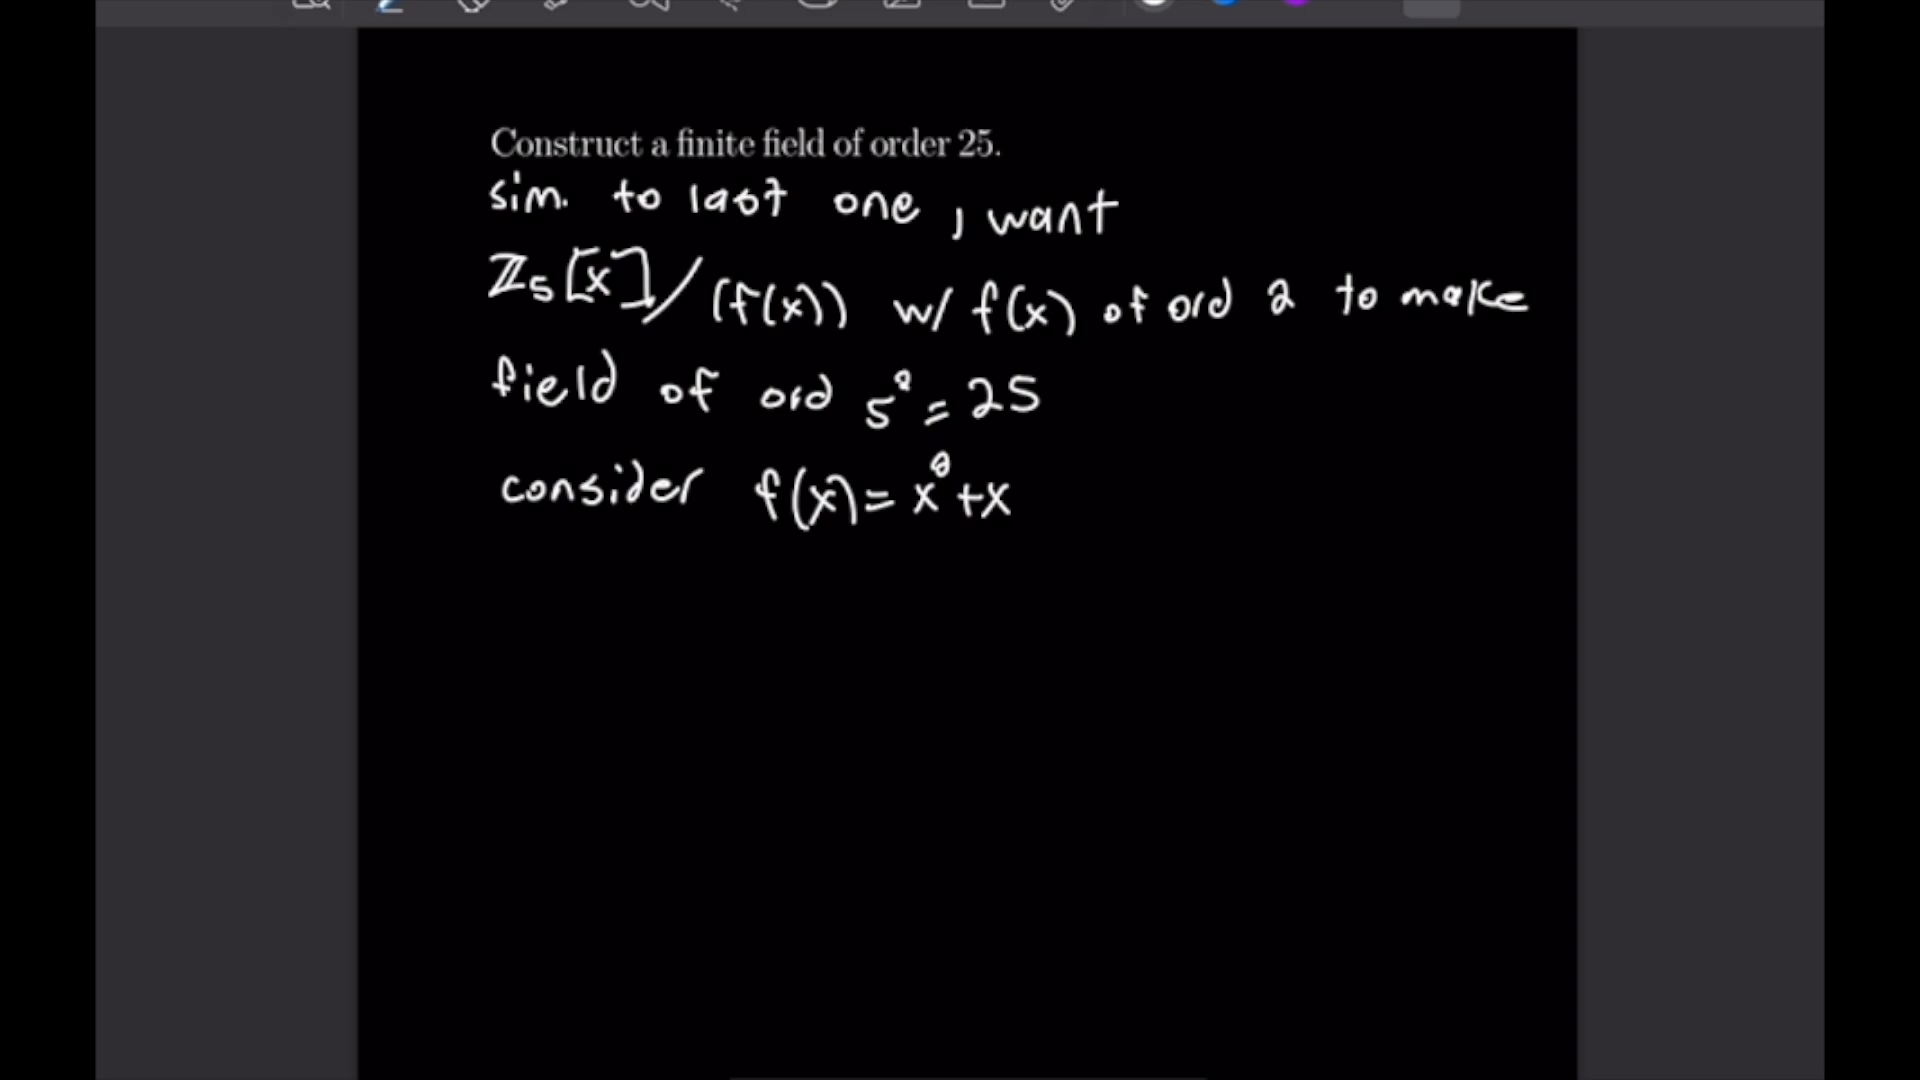 Construct a finite field of order 25.
sim. to last one, want
ℤ₅[x]/(f(x)) w/ f(x) of ord 2 to make
field of ord 5² = 25
consider f(x) = x² + x